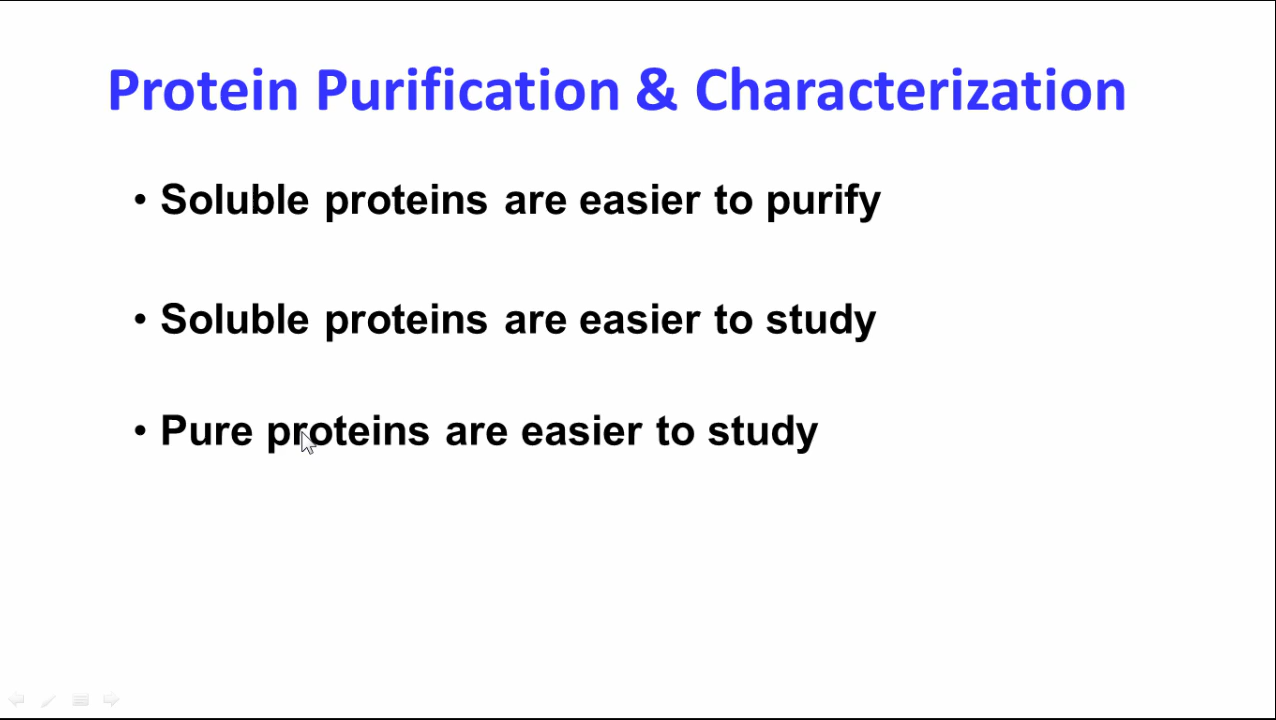 Protein Purification & Characterization
• Soluble proteins are easier to purify
• Soluble proteins are easier to study
• Pure proteins are easier to study